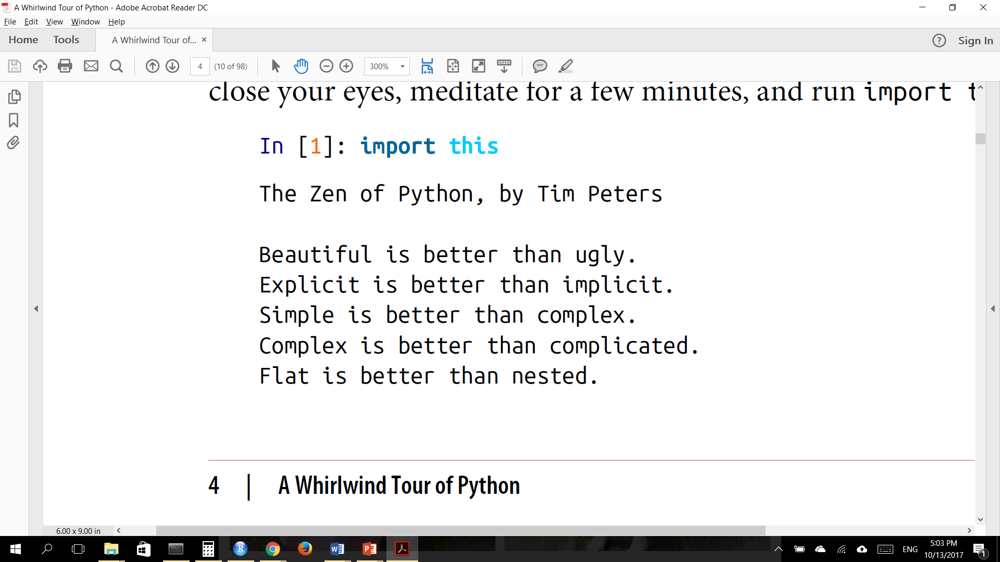 A Whirlwind Tour of Python - Adobe Acrobat Reader DC
File Edit View Window Help
Home Tools A Whirlwind Tour of... × ? Sign In
4 (10 of 98) 300%
close your eyes, meditate for a few minutes, and run import t
In [1]: import this
The Zen of Python, by Tim Peters
Beautiful is better than ugly.
Explicit is better than implicit.
Simple is better than complex.
Complex is better than complicated.
Flat is better than nested.
4 | A Whirlwind Tour of Python
6.00 x 9.00 in
ENG
5:03 PM
10/13/2017
1